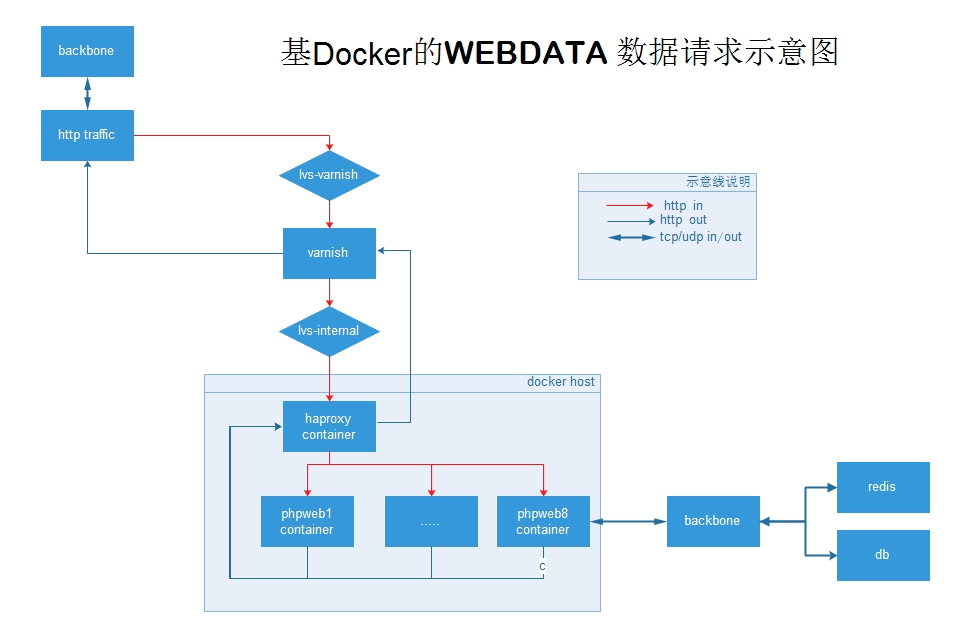 基Docker的WEBDATA 数据请求示意图
backbone
http traffic
lvs-varnish
示意线说明
http in
http out
tcp/udp in/out
varnish
lvs-internal
docker host
haproxy
container
phpweb1
container
.....
phpweb8
container
c
backbone
redis
db